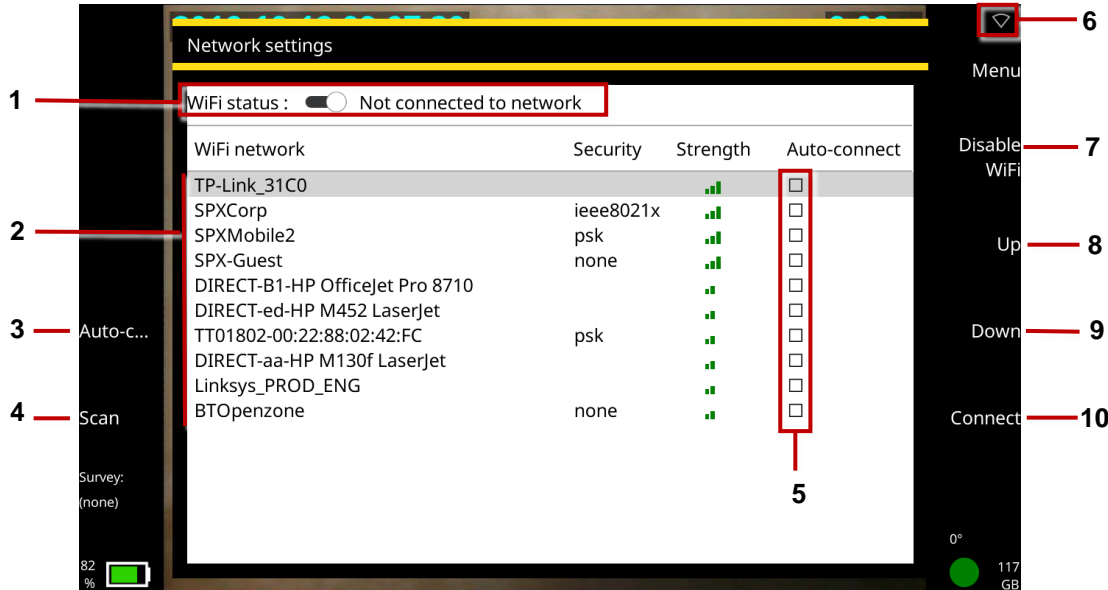 6
Network settings
Menu
1
WiFi status : Not connected to network
WiFi network Security Strength Auto-connect
Disable
WiFi
7
TP-Link_31C0
SPXCorp ieee8021x
2
SPXMobile2 psk
Up
8
SPX-Guest none
DIRECT-B1-HP OfficeJet Pro 8710
DIRECT-ed-HP M452 LaserJet
3
Auto-c...
TT01802-00:22:88:02:42:FC psk
Down
9
DIRECT-aa-HP M130f LaserJet
Linksys_PROD_ENG
4
Scan
BTOpenzone none
Connect
10
Survey:
(none)
5
0°
82
%
117
GB